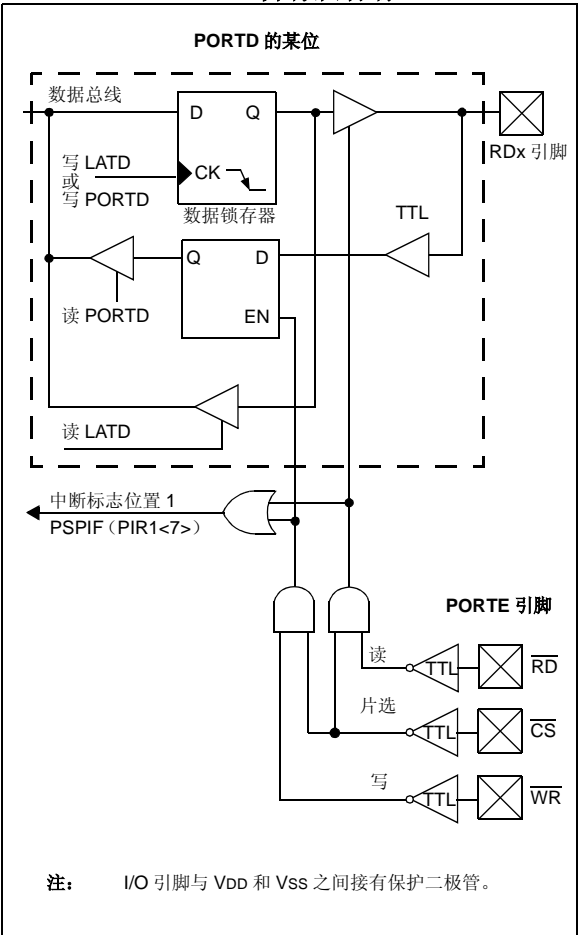 PORTD 的某位
数据总线
D Q
RDx 引脚
写 LATD
或
写 PORTD
CK
数据锁存器
TTL
Q D
EN
读 PORTD
读 LATD
中断标志位置 1
PSPIF（PIR1<7>）
PORTE 引脚
读
TTL
RD
片选
TTL
CS
写
TTL
WR
注： I/O 引脚与 VDD 和 VSS 之间接有保护二极管。